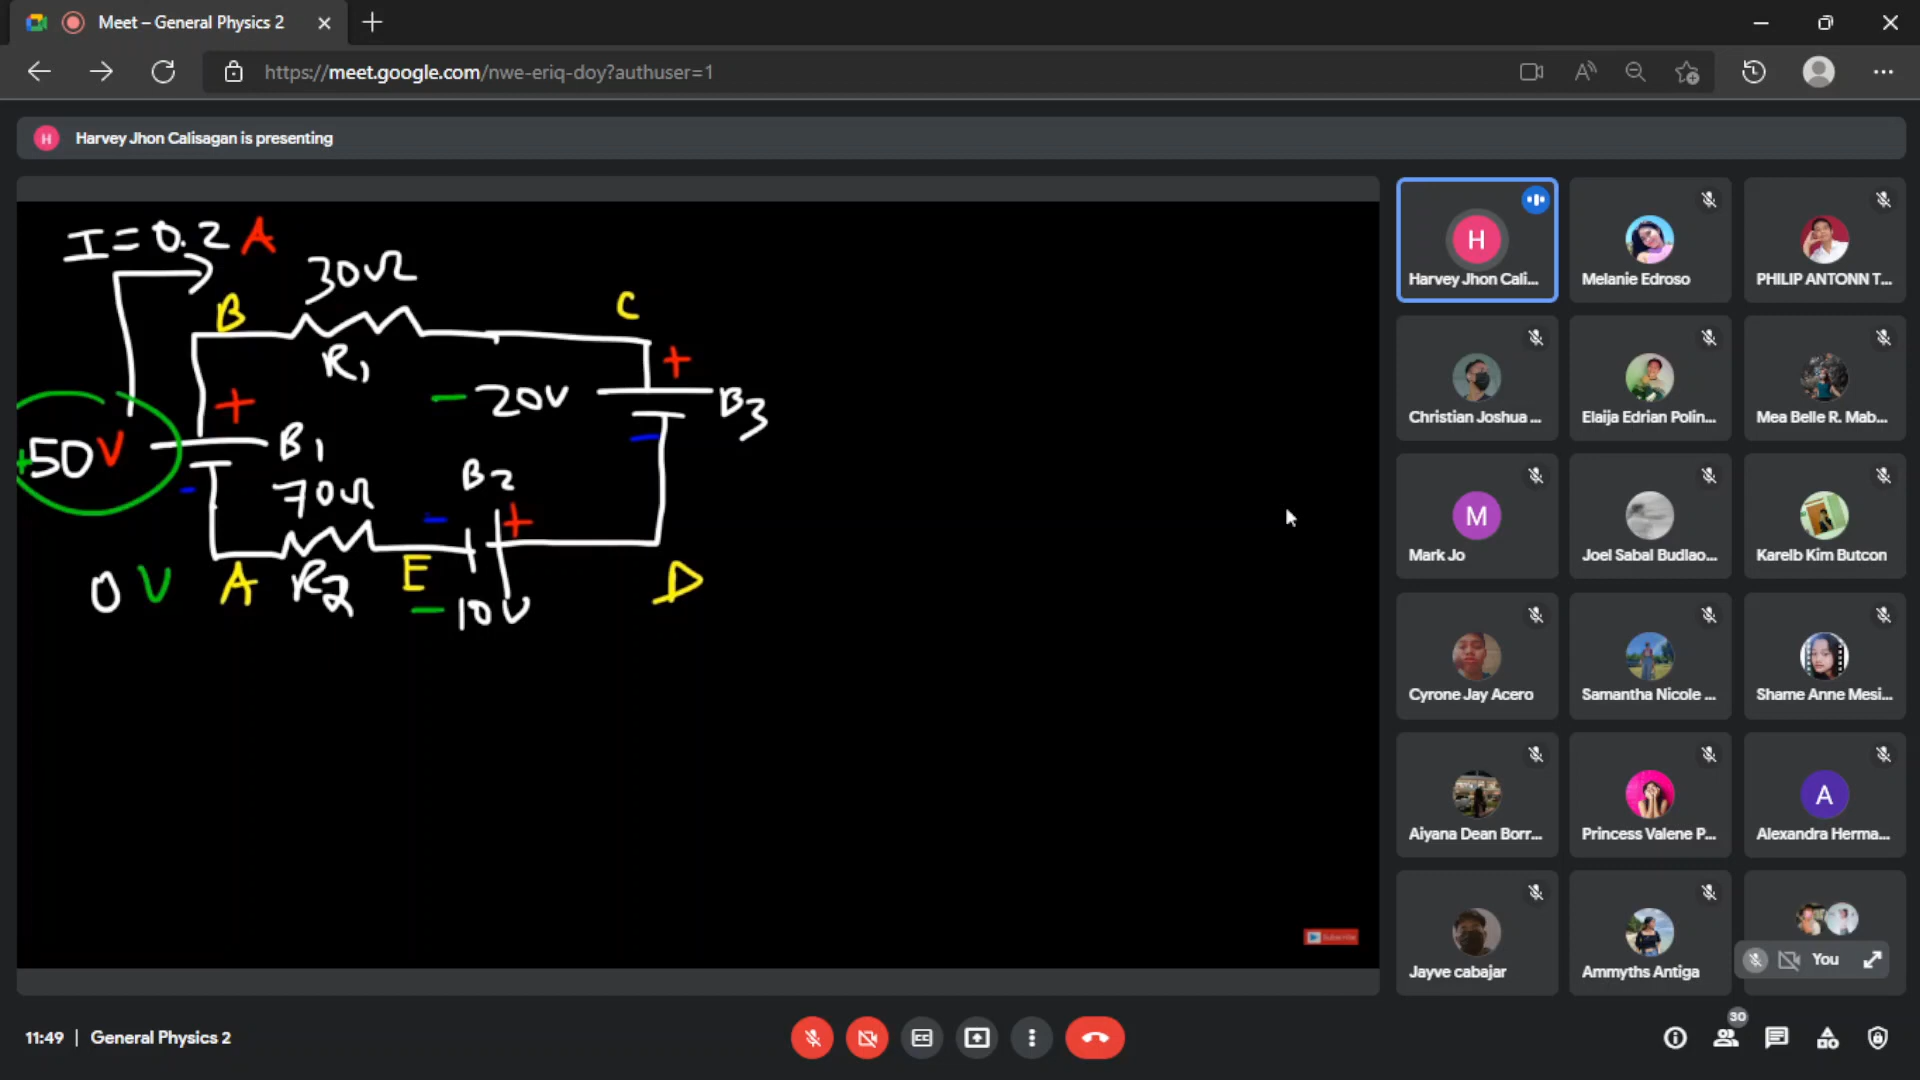 Meet – General Physics 2
https://meet.google.com/nwe-eriq-doy?authuser=1
H Harvey Jhon Calisagan is presenting
I = 0.2 A
30Ω
B
C
R1
+
+
- 20V
B3
-
+50V
B1
-
70Ω
B2
-
+
0 V
A
R2
E
D
- 10V
Subscribe
H
Harvey Jhon Cali...
Melanie Edroso
PHILIP ANTONN T...
Christian Joshua ...
Elaija Edrian Polin...
Mea Belle R. Mab...
M
Mark Jo
Joel Sabal Budlao...
Karelb Kim Butcon
Cyrone Jay Acero
Samantha Nicole ...
Shame Anne Mesi...
Aiyana Dean Borr...
Princess Valene P...
A
Alexandra Herma...
Jayve cabajar
Ammyths Antiga
You
11:49 | General Physics 2
30